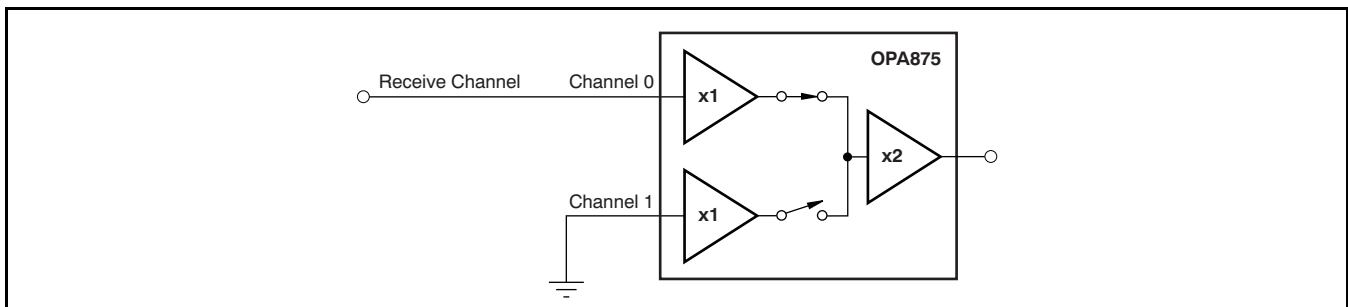 OPA875
Receive Channel
Channel 0
x1
x2
Channel 1
x1